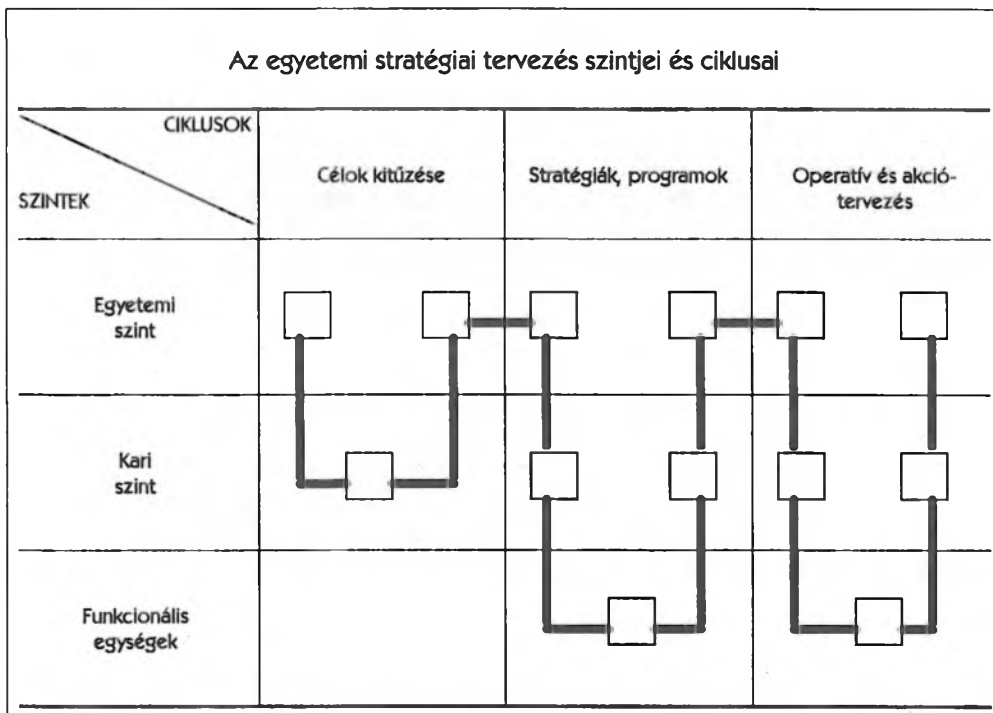 Az egyetemi stratégiai tervezés szintjei és ciklusai
CIKLUSOK
SZINTEK
Célok kitűzése
Stratégiák, programok
Operatív és akció-
tervezés
Egyetemi
szint
Kari
szint
Funkcionális
egységek